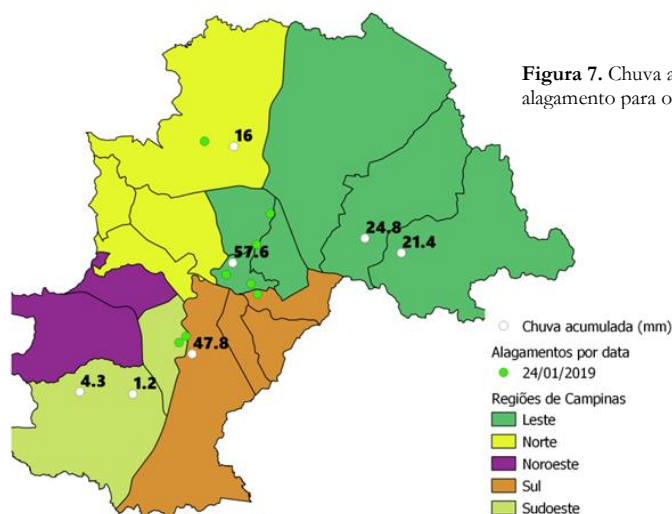 Figura 7. Chuva a
alagamento para o
16
24.8
21.4
57.6
47.8
4.3
1.2
Chuva acumulada (mm)
Alagamentos por data
24/01/2019
Regiões de Campinas
Leste
Norte
Noroeste
Sul
Sudoeste